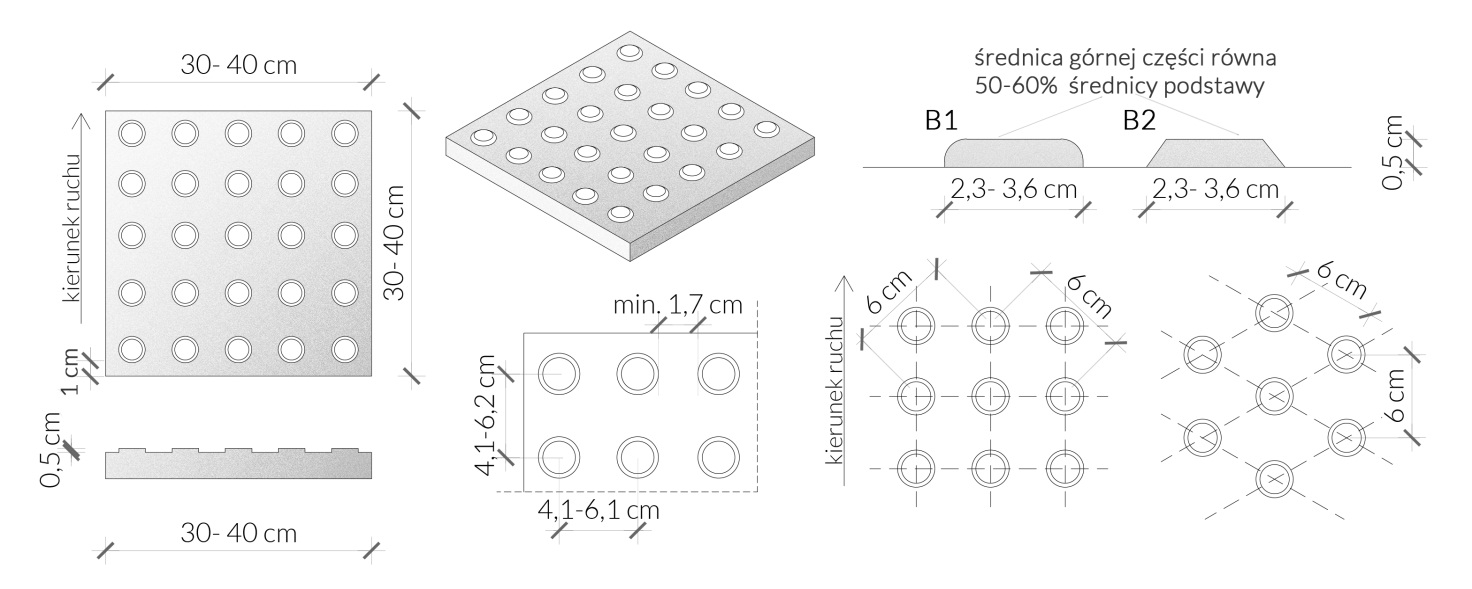 30- 40 cm
kierunek ruchu
30- 40 cm
1 cm
0,5 cm
30- 40 cm
min. 1,7 cm
4,1-6,2 cm
4,1-6,1 cm
średnica górnej części równa
50-60% średnicy podstawy
B1
B2
0,5 cm
2,3- 3,6 cm
2,3- 3,6 cm
kierunek ruchu
6 cm
6 cm
6 cm
6 cm